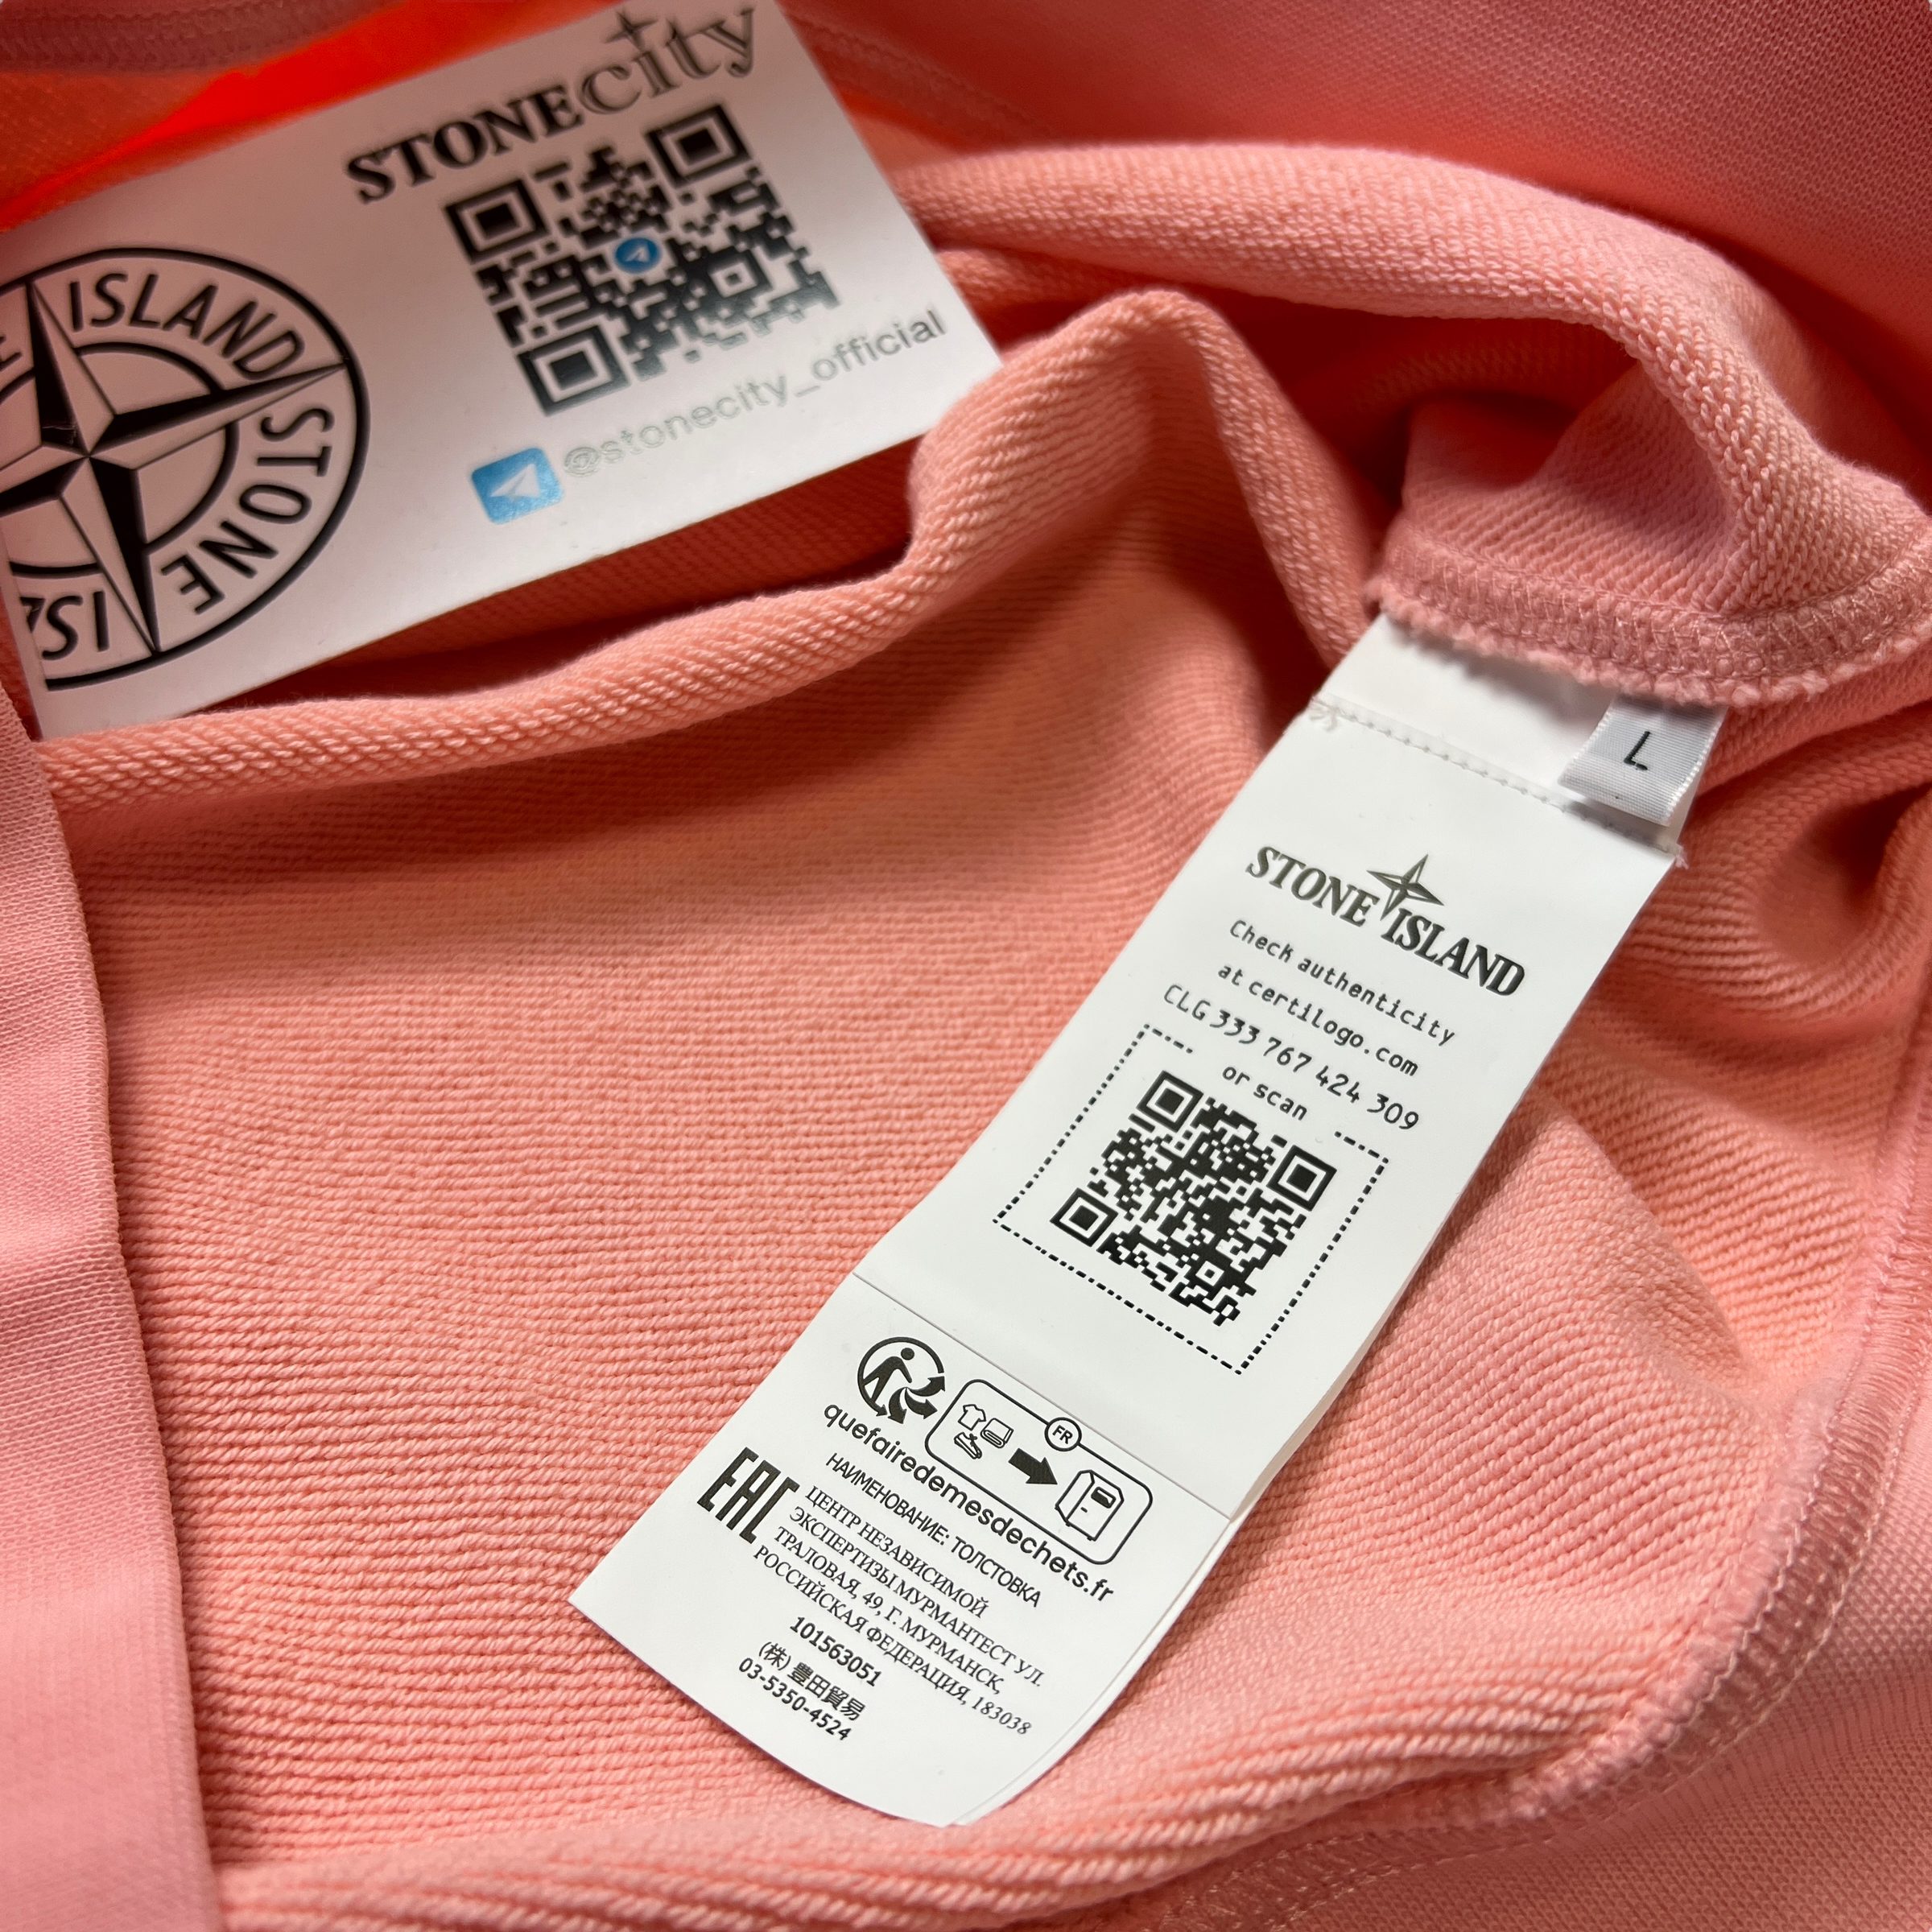 STONEcity
@stonecity_official
ISLAND
STONE
L
STONE ISLAND
Check authenticity
at certilogo.com
CLG 333 767 424 309
or scan
FR
quefairedemesdechets.fr
НАИМЕНОВАНИЕ: ТОЛСТОВКА
EAC
ЦЕНТР НЕЗАВИСИМОЙ
ЭКСПЕРТИЗЫ МУРМАНТЕСТ УЛ.
ТРАЛОВАЯ, 49, Г. МУРМАНСК,
РОССИЙСКАЯ ФЕДЕРАЦИЯ, 183038
101563051
(株) 豊田貿易
03-5350-4524